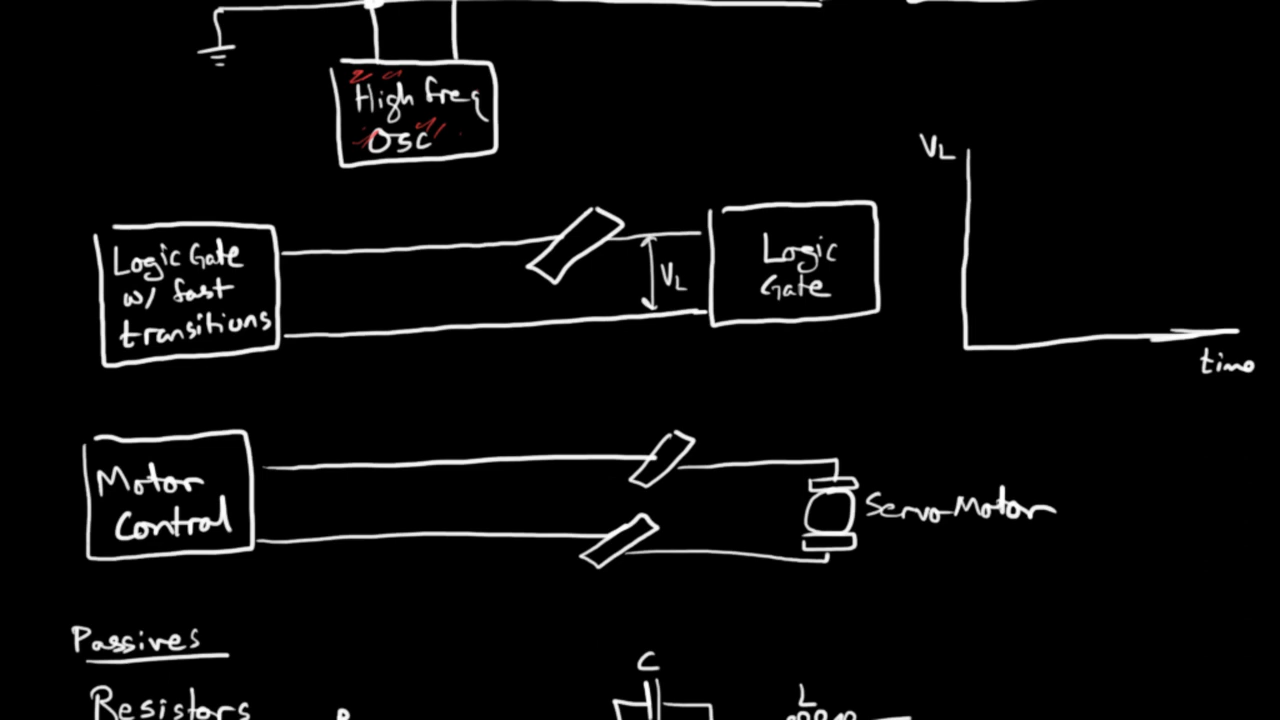 High freq
OSC
VL
Logic Gate
w/ fast
transitions
VL
Logic
Gate
time
Motor
Control
Servo-Motor
Passives
C
Resistors
R
L